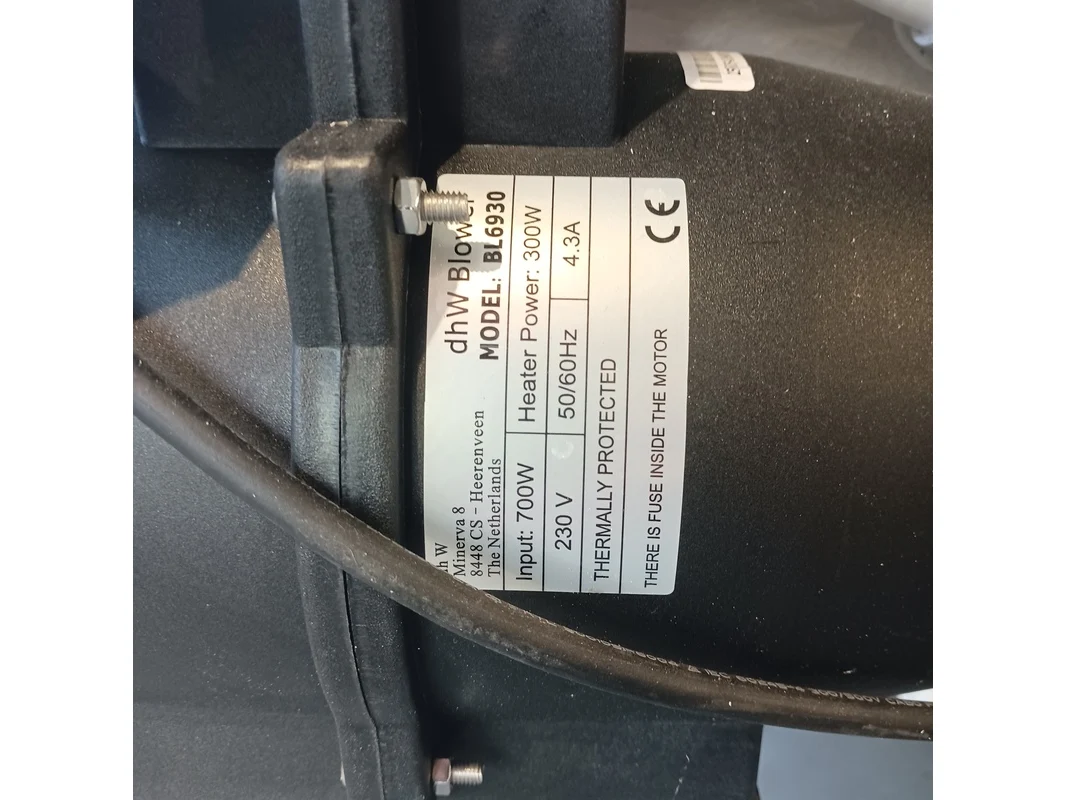 dhW Blower
MODEL: BL6930
Minerva 8
8448 CS - Heerenveen
The Netherlands
Input: 700W
Heater Power: 300W
230 V
50/60Hz
4.3A
THERMALLY PROTECTED
THERE IS FUSE INSIDE THE MOTOR
CE